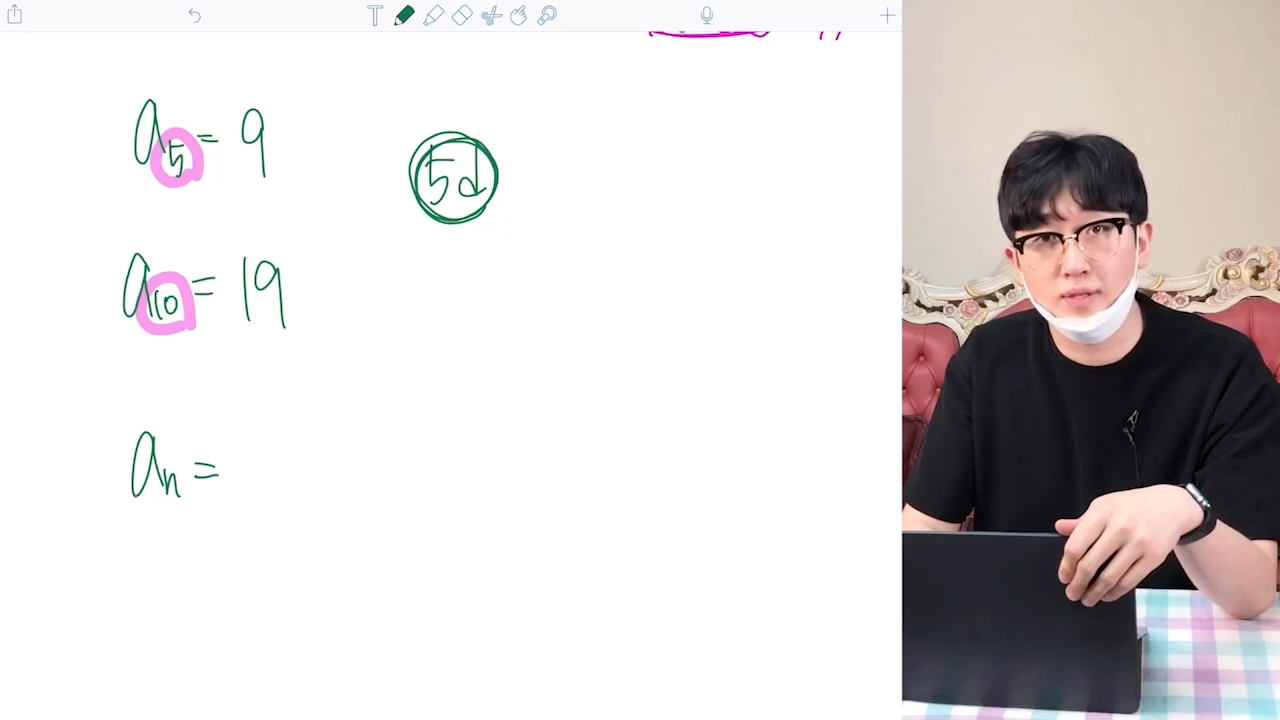 a₅ = 9
5d
a₁₀ = 19
aₙ =